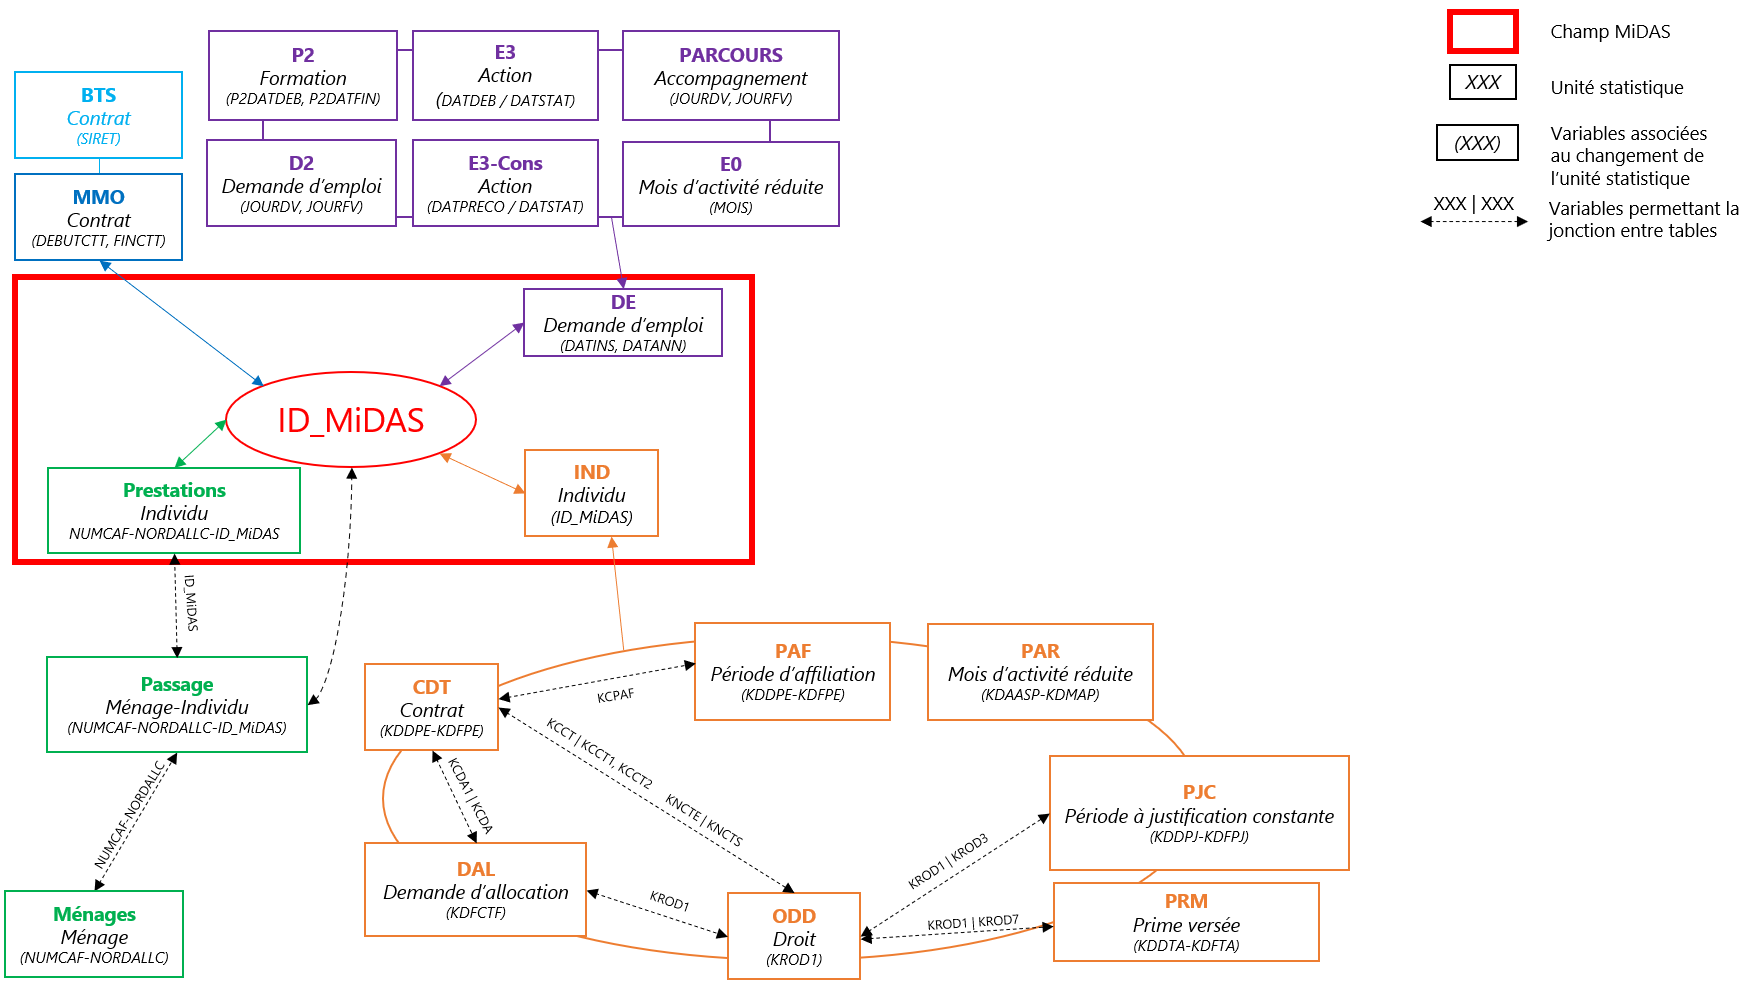 P2
Formation
(P2DATDEB, P2DATFIN)
E3
Action
(DATDEB / DATSTAT)
PARCOURS
Accompagnement
(JOURDV, JOURFV)
BTS
Contrat
(SIRET)
D2
Demande d'emploi
(JOURDV, JOURFV)
E3-Cons
Action
(DATPRECO / DATSTAT)
E0
Mois d'activité réduite
(MOIS)
MMO
Contrat
(DEBUTCTT, FINCTT)
Champ MiDAS
XXX
Unité statistique
(XXX)
Variables associées
au changement de
l'unité statistique
XXX | XXX
Variables permettant la
jonction entre tables
DE
Demande d'emploi
(DATINS, DATANN)
ID_MiDAS
Prestations
Individu
NUMCAF-NORDALLC-ID_MiDAS
IND
Individu
(ID_MiDAS)
ID_MiDAS
Passage
Ménage-Individu
(NUMCAF-NORDALLC-ID_MiDAS)
NUMCAF-NORDALLC
Ménages
Ménage
(NUMCAF-NORDALLC)
CDT
Contrat
(KDDPE-KDFPE)
KCPAF
PAF
Période d'affiliation
(KDDPE-KDFPE)
PAR
Mois d'activité réduite
(KDAASP-KDMAP)
KCCT | KCCT1, KCCT2
KNCTE | KNCTS
KCDA1 | KCDA
PJC
Période à justification constante
(KDDPJ-KDFPJ)
KROD1 | KROD3
DAL
Demande d'allocation
(KDFCTF)
KROD1
ODD
Droit
(KROD1)
KROD1 | KROD7
PRM
Prime versée
(KDDTA-KDFTA)